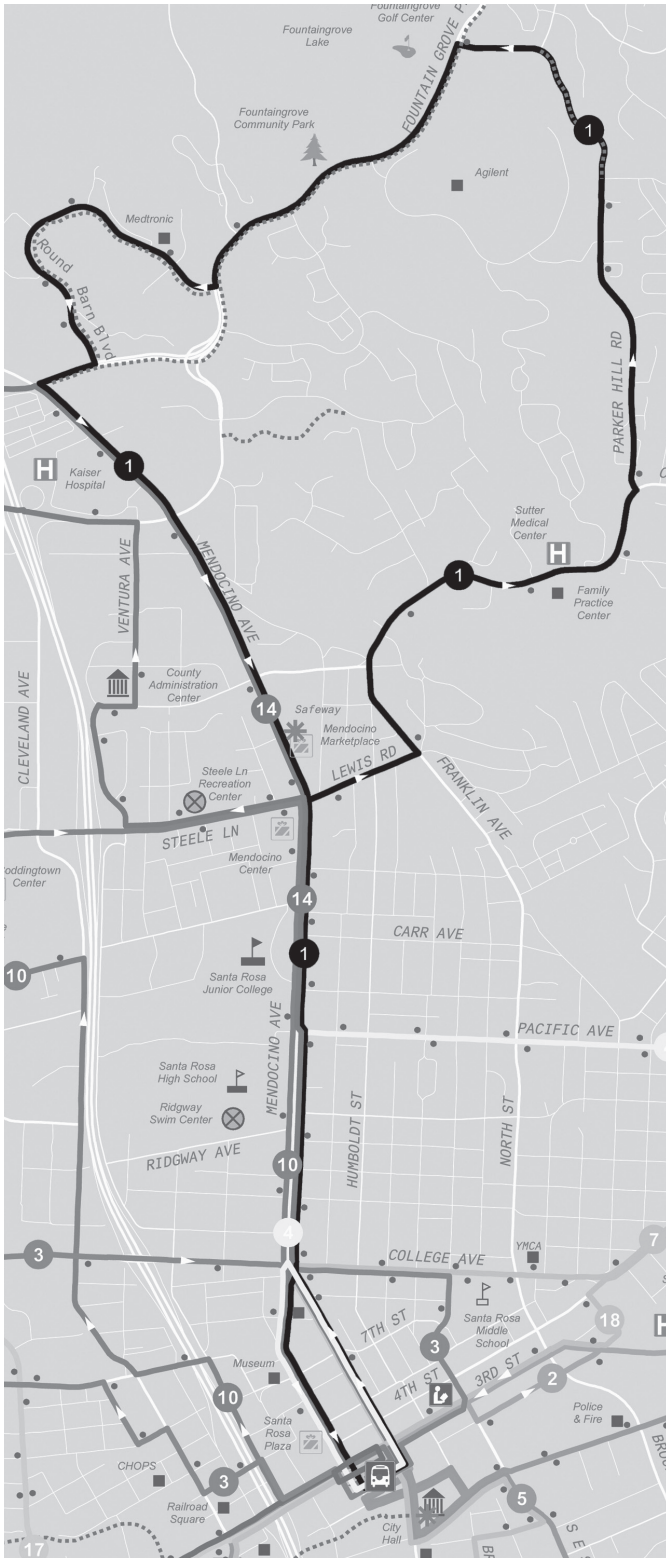 Fountaingrove
Golf Center
Fountaingrove
Lake
FOUNTAIN GROVE P
Fountaingrove
Community Park
1
Agilent
Medtronic
Round
Barn Blvd
PARKER HILL RD
H
Kaiser
Hospital
1
C
Sutter
Medical
Center
H
MENDOCINO AVE
VENTURA AVE
1
Family
Practice
Center
County
Administration
Center
CLEVELAND AVE
14
Safeway
Mendocino
Marketplace
LEWIS RD
FRANKLIN AVE
Steele Ln
Recreation
Center
STEELE LN
Mendocino
Center
oddingtown
Center
e
14
CARR AVE
1
Santa Rosa
Junior College
10
MENDOCINO AVE
PACIFIC AVE
Santa Rosa
High School
Ridgway
Swim Center
HUMBOLDT ST
NORTH ST
RIDGWAY AVE
10
4
3
COLLEGE AVE
YMCA
7
S
7TH ST
Santa Rosa
Middle
School
18
H
3
Museum
3RD ST
4TH ST
2
10
Santa
Rosa
Plaza
Police
& Fire
BRO
CHOPS
3
Railroad
Square
5
City
Hall
17
BR
S E